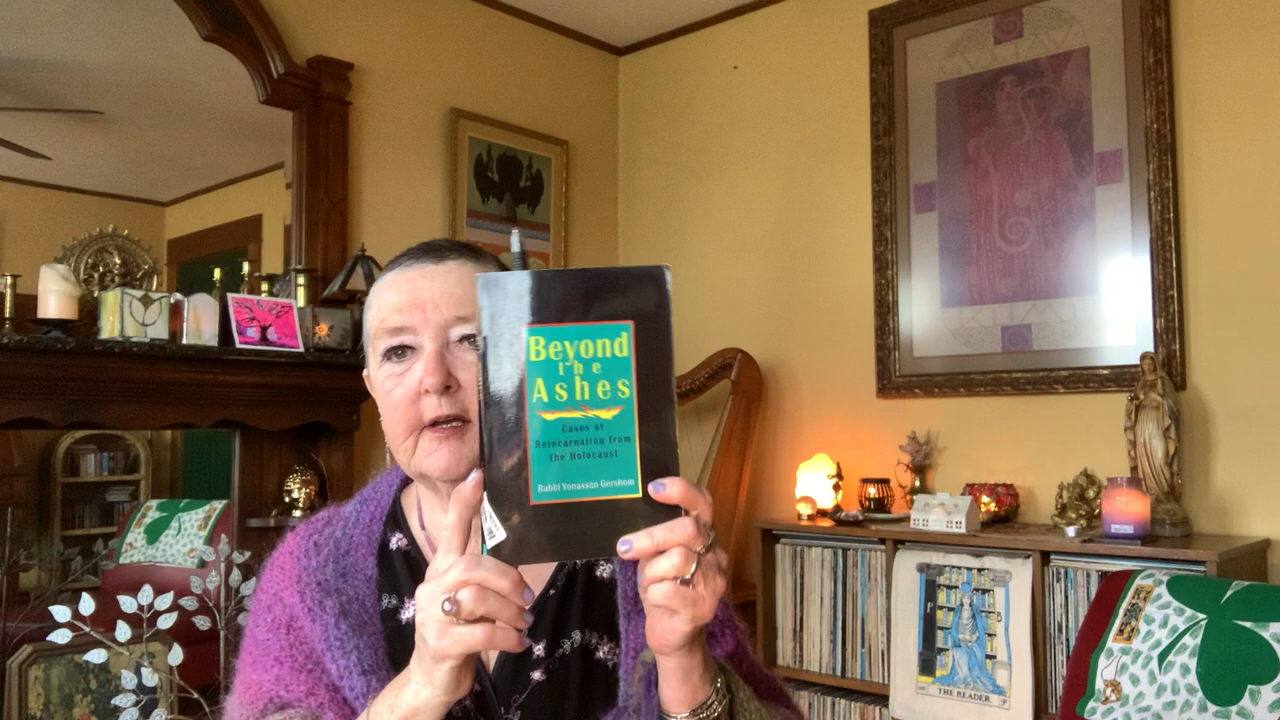 Beyond
the
Ashes
Cases of
Reincarnation from
the Holocaust
Rabbi Yonassan Gershom
P
B
THE READER